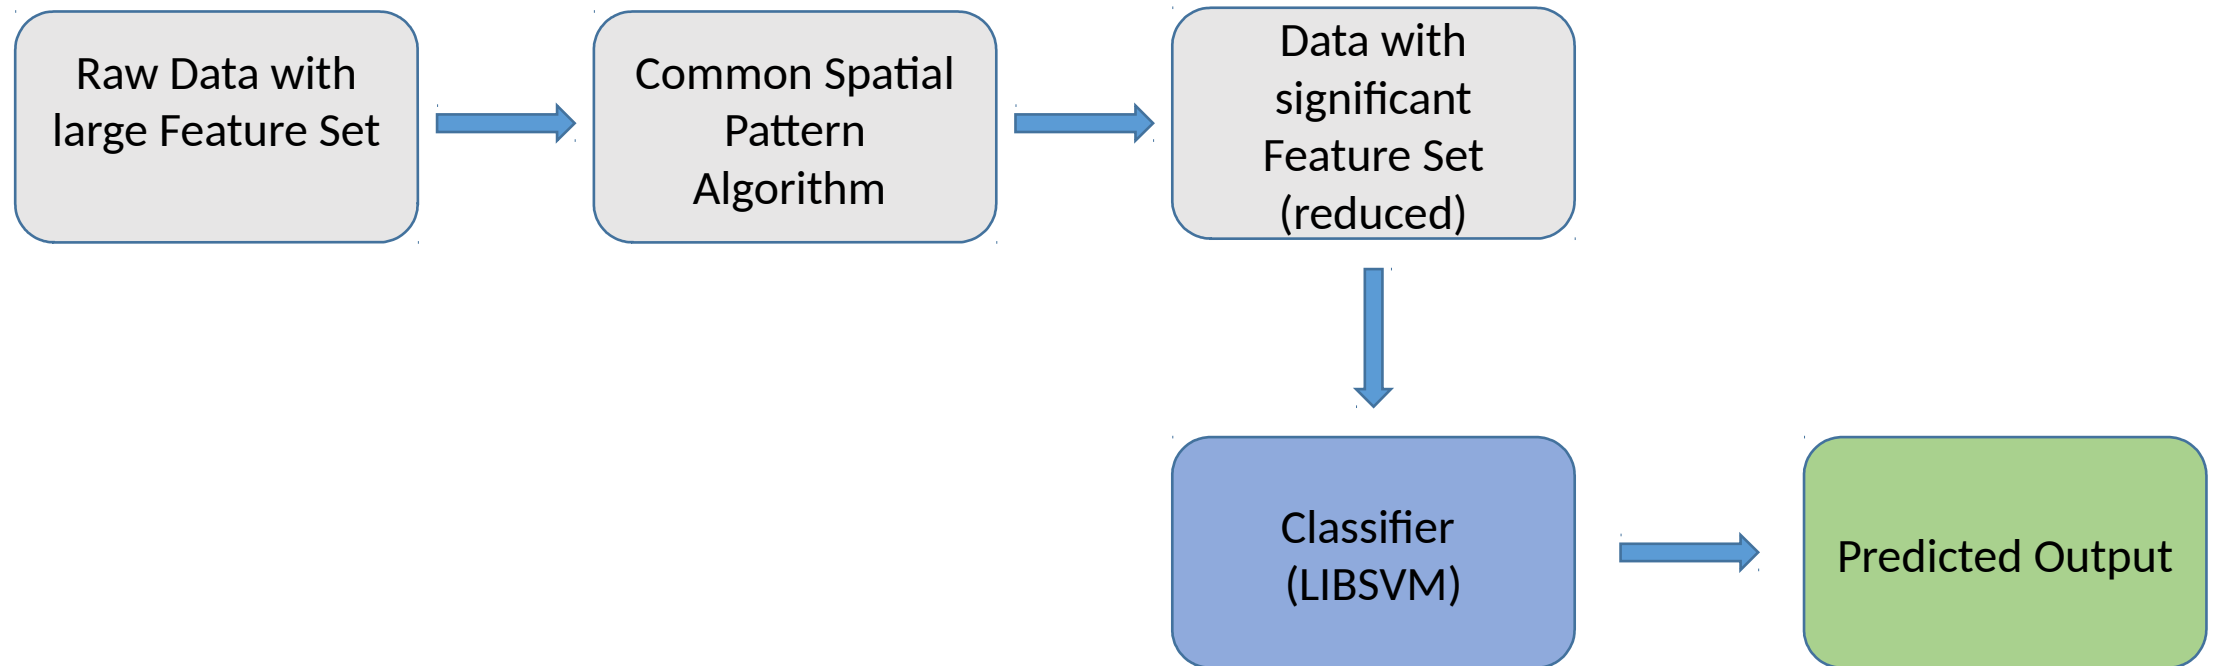 Raw Data with
large Feature Set
Common Spatial
Pattern
Algorithm
Data with
significant
Feature Set
(reduced)
Classifier
(LIBSVM)
Predicted Output